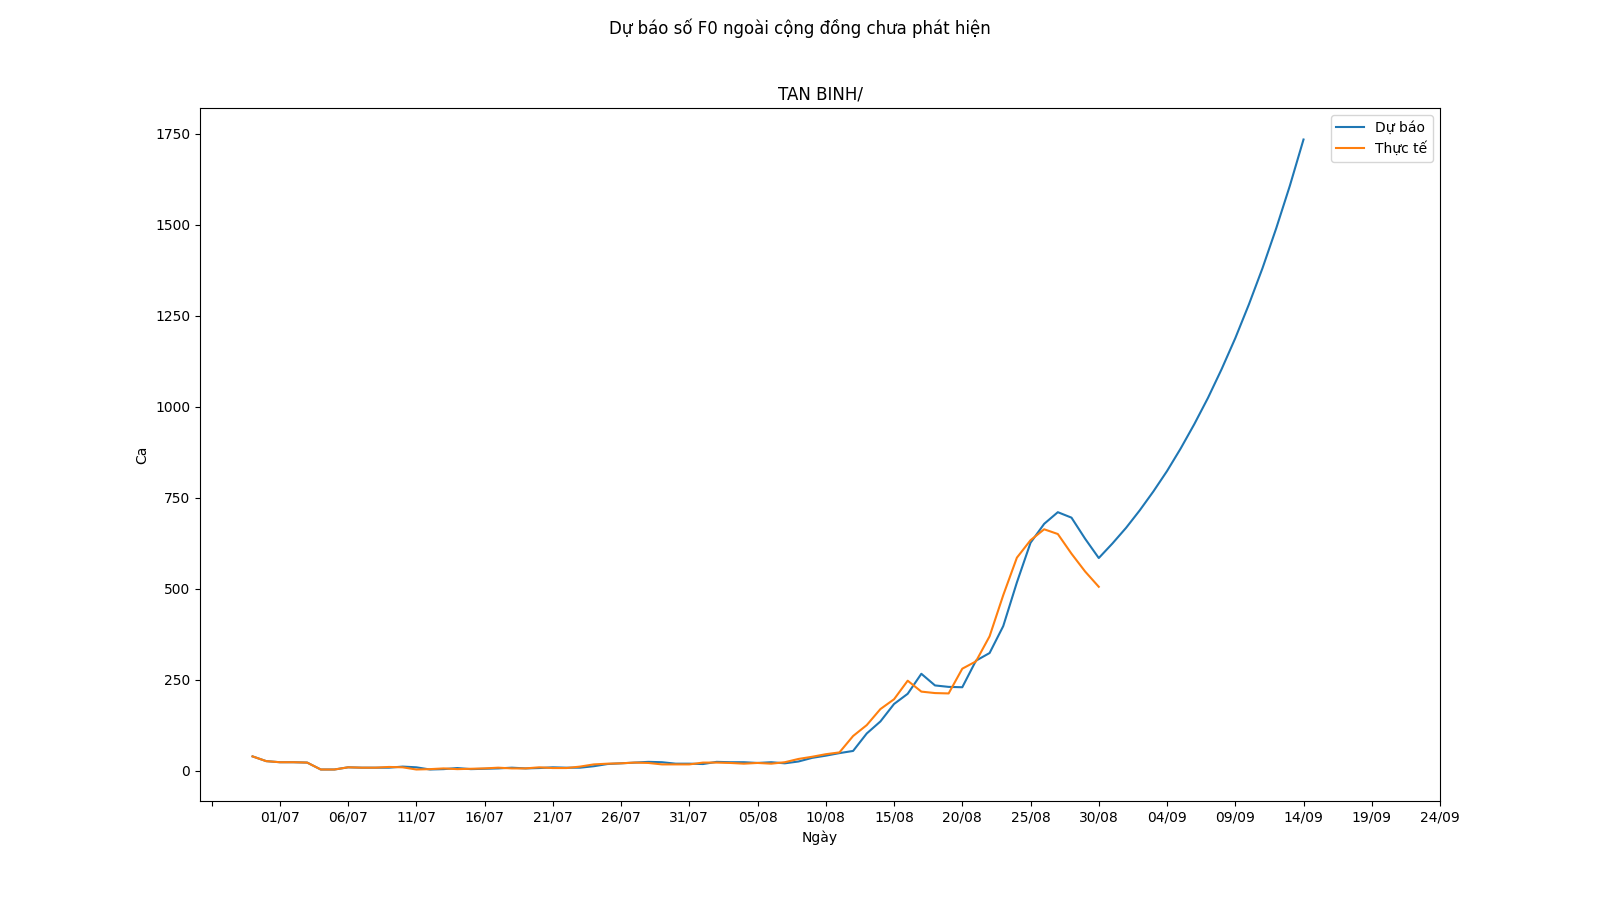 Dự báo số F0 ngoài cộng đồng chưa phát hiện
TAN BINH/
Dự báo
Thực tế
1750
1500
1250
1000
750
500
250
0
Ca
01/07 06/07 11/07 16/07 21/07 26/07 31/07 05/08 10/08 15/08 20/08 25/08 30/08 04/09 09/09 14/09 19/09 24/09
Ngày